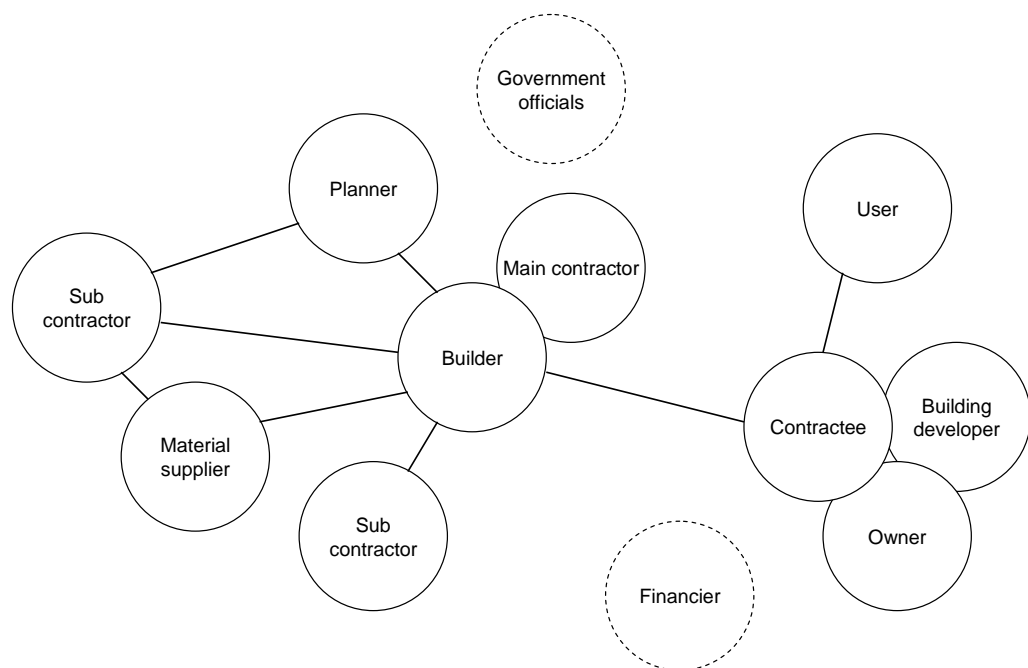 Government
officials
Planner
User
Main contractor
Sub
contractor
Builder
Building
developer
Contractee
Material
supplier
Sub
contractor
Owner
Financier